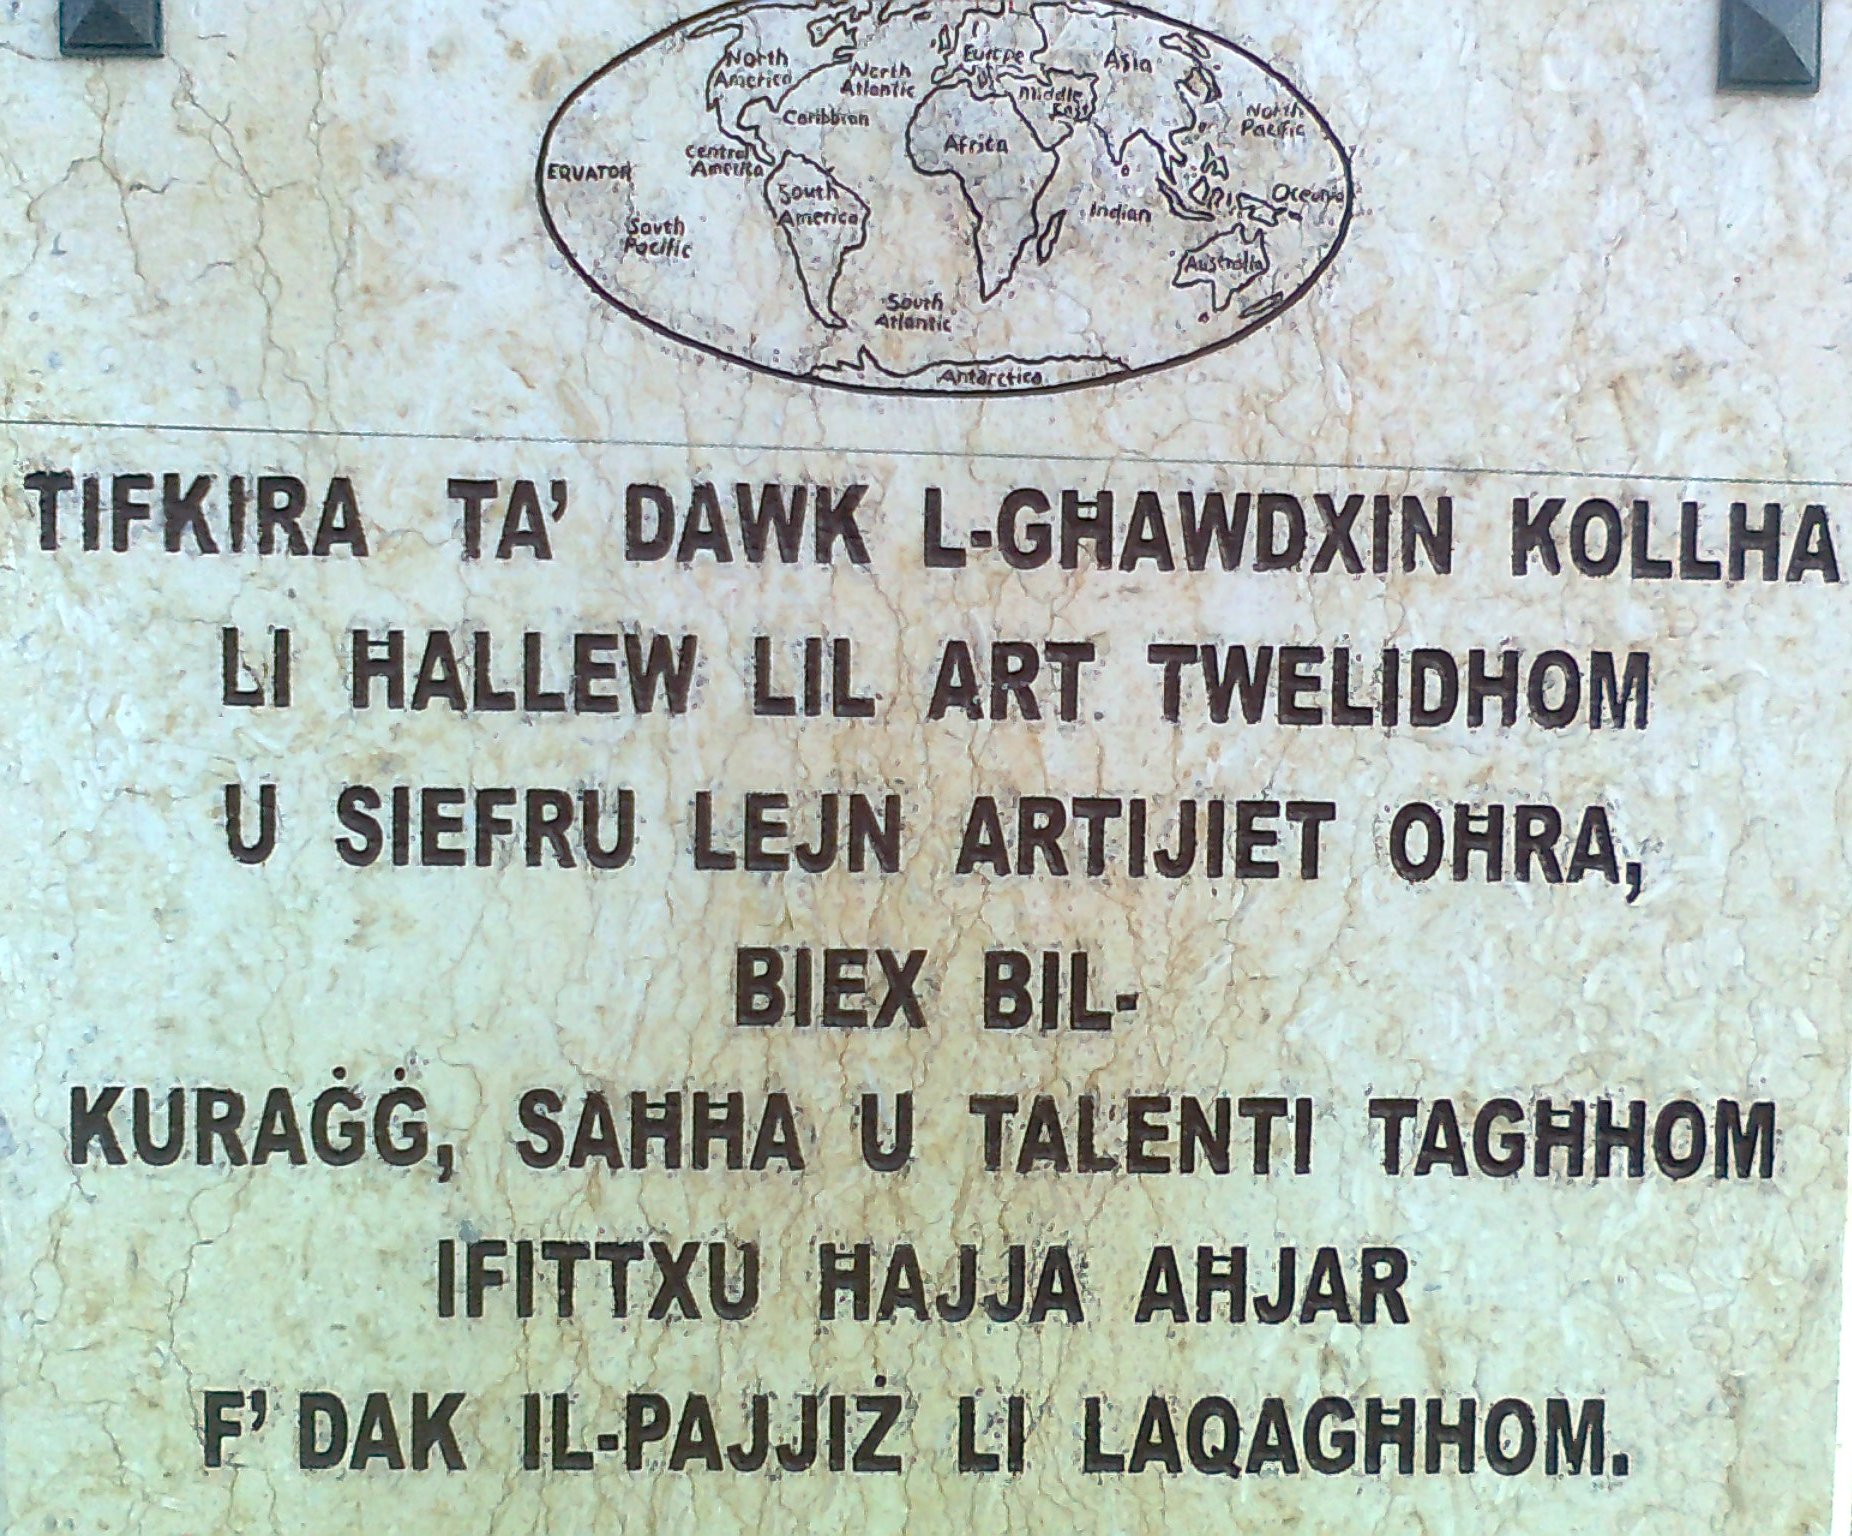 North America
North Atlantic
Europe
Asia
Middle East
North Pacific
Caribbean
Africa
Central America
EQUATOR
South America
Oceania
Indian
South Pacific
Australia
South Atlantic
Antarctica
TIFKIRA TA' DAWK L-GĦAWDXIN KOLLHA
LI ĦALLEW LIL ART TWELIDHOM
U SIEFRU LEJN ARTIJIET OĦRA,
BIEX BIL-
KURAĠĠ, SAĦĦA U TALENTI TAGĦHOM
IFITTXU ĦAJJA AĦJAR
F' DAK IL-PAJJIŻ LI LAQAGĦHOM.